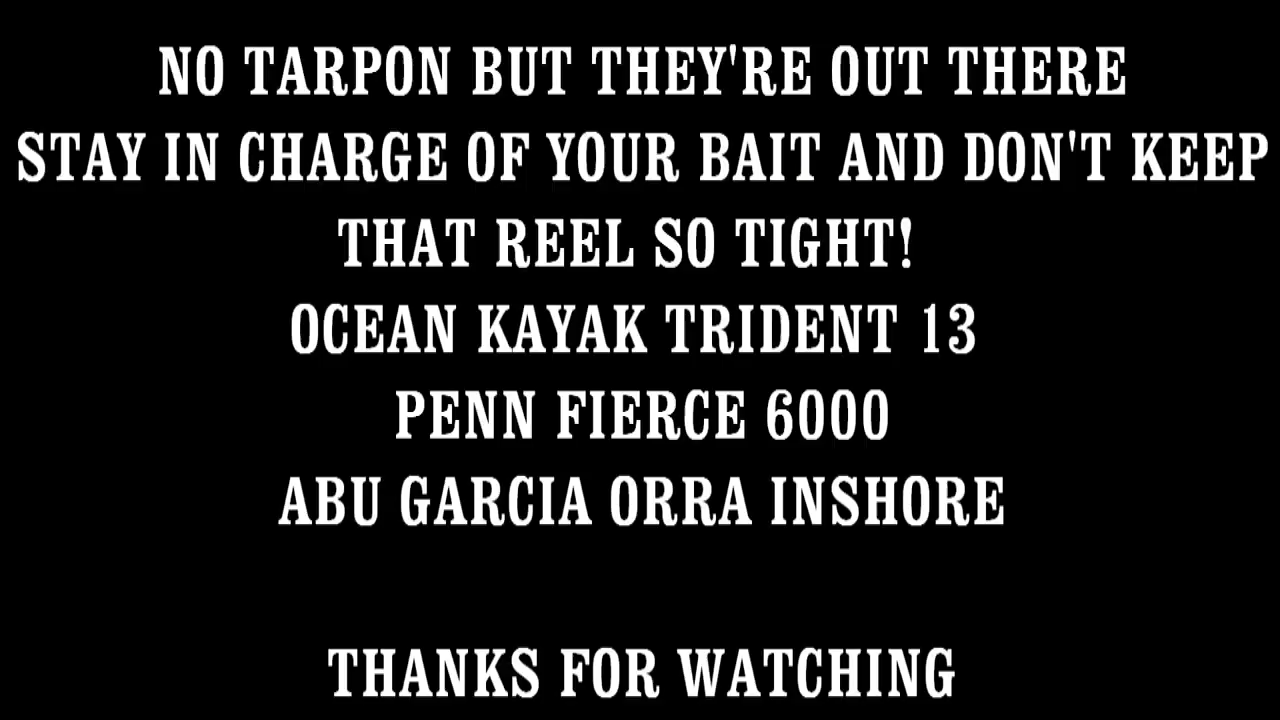 NO TARPON BUT THEY'RE OUT THERE
STAY IN CHARGE OF YOUR BAIT AND DON'T KEEP
THAT REEL SO TIGHT!
OCEAN KAYAK TRIDENT 13
PENN FIERCE 6000
ABU GARCIA ORRA INSHORE
THANKS FOR WATCHING